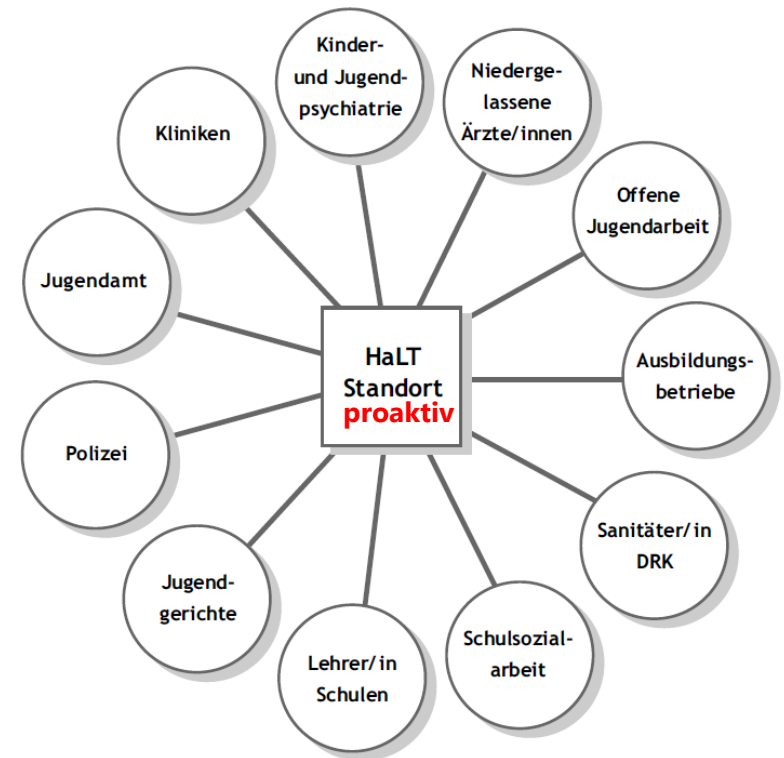 Kinder-
und Jugend-
psychiatrie
Niederge-
lassene
Ärzte/innen
Kliniken
Offene
Jugendarbeit
Jugendamt
HaLT
Standort
proaktiv
Ausbildungs-
betriebe
Polizei
Sanitäter/in
DRK
Jugend-
gerichte
Schulsozial-
arbeit
Lehrer/in
Schulen